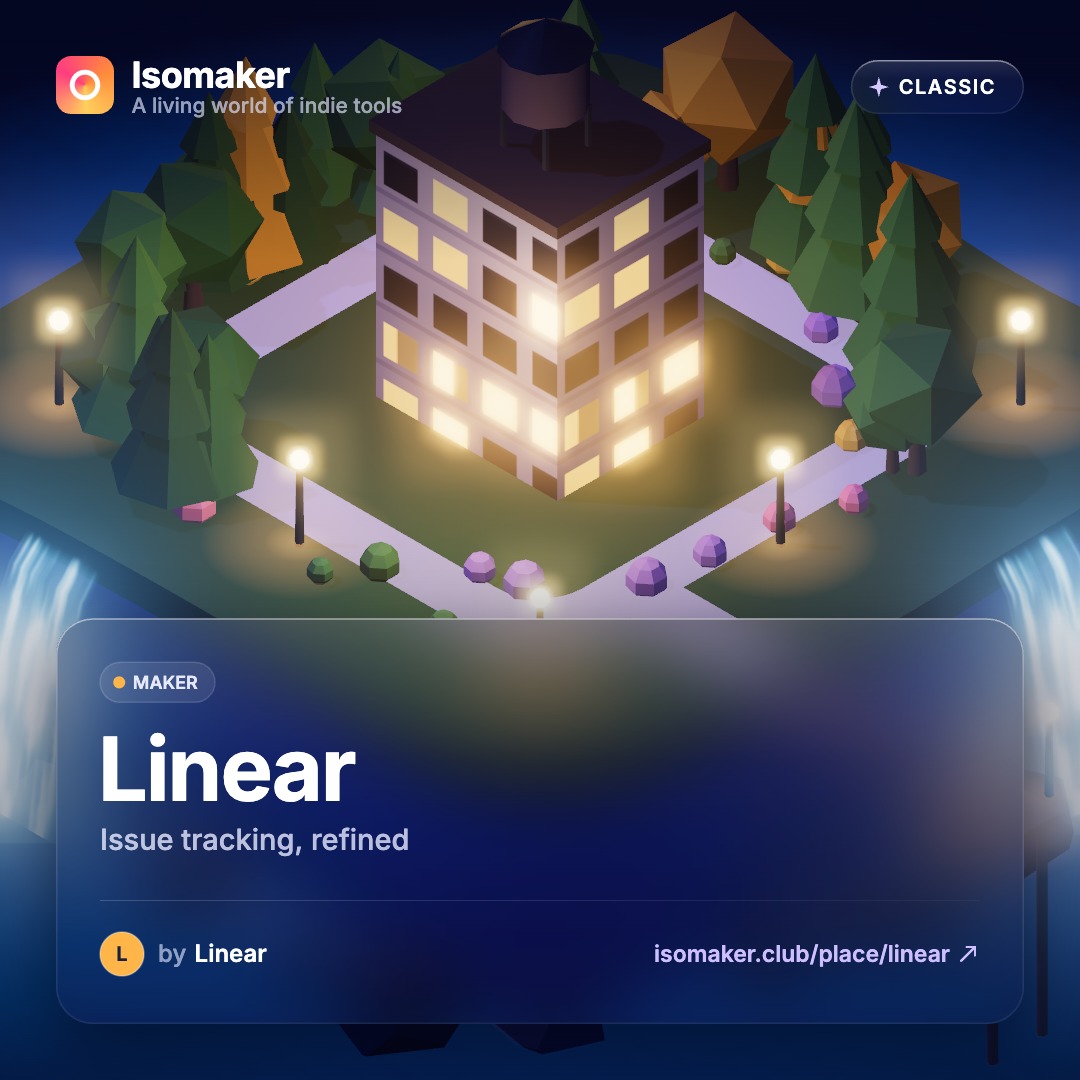 Isomaker
A living world of indie tools
CLASSIC
MAKER
Linear
Issue tracking, refined
L
by Linear
isomaker.club/place/linear ↗